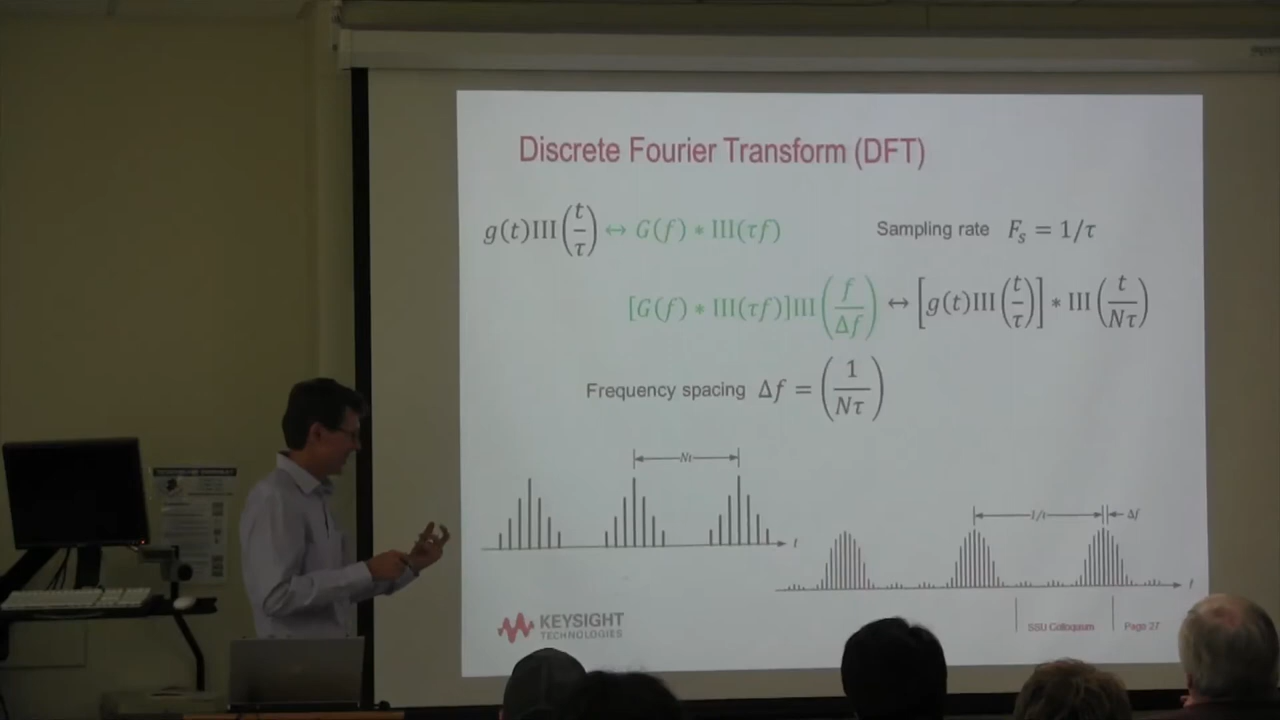 Discrete Fourier Transform (DFT)
g(t)III(t/τ) ↔ G(f) ∗ III(τf)
Sampling rate F_s = 1/τ
[G(f) ∗ III(τf)]III(f/Δf) ↔ [g(t)III(t/τ)] ∗ III(t/Nτ)
Frequency spacing Δf = (1/Nτ)
Nτ
t
1/τ
Δf
f
KEYSIGHT
TECHNOLOGIES
SSU Colloquium
Page 27